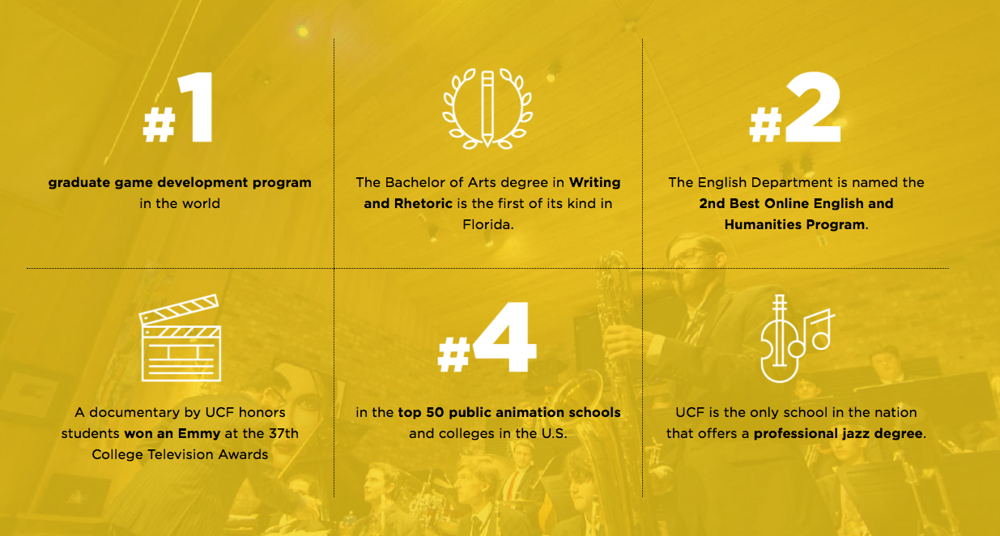 #1
graduate game development program
in the world
The Bachelor of Arts degree in Writing
and Rhetoric is the first of its kind in
Florida.
#2
The English Department is named the
2nd Best Online English and
Humanities Program.
A documentary by UCF honors
students won an Emmy at the 37th
College Television Awards
#4
in the top 50 public animation schools
and colleges in the U.S.
UCF is the only school in the nation
that offers a professional jazz degree.